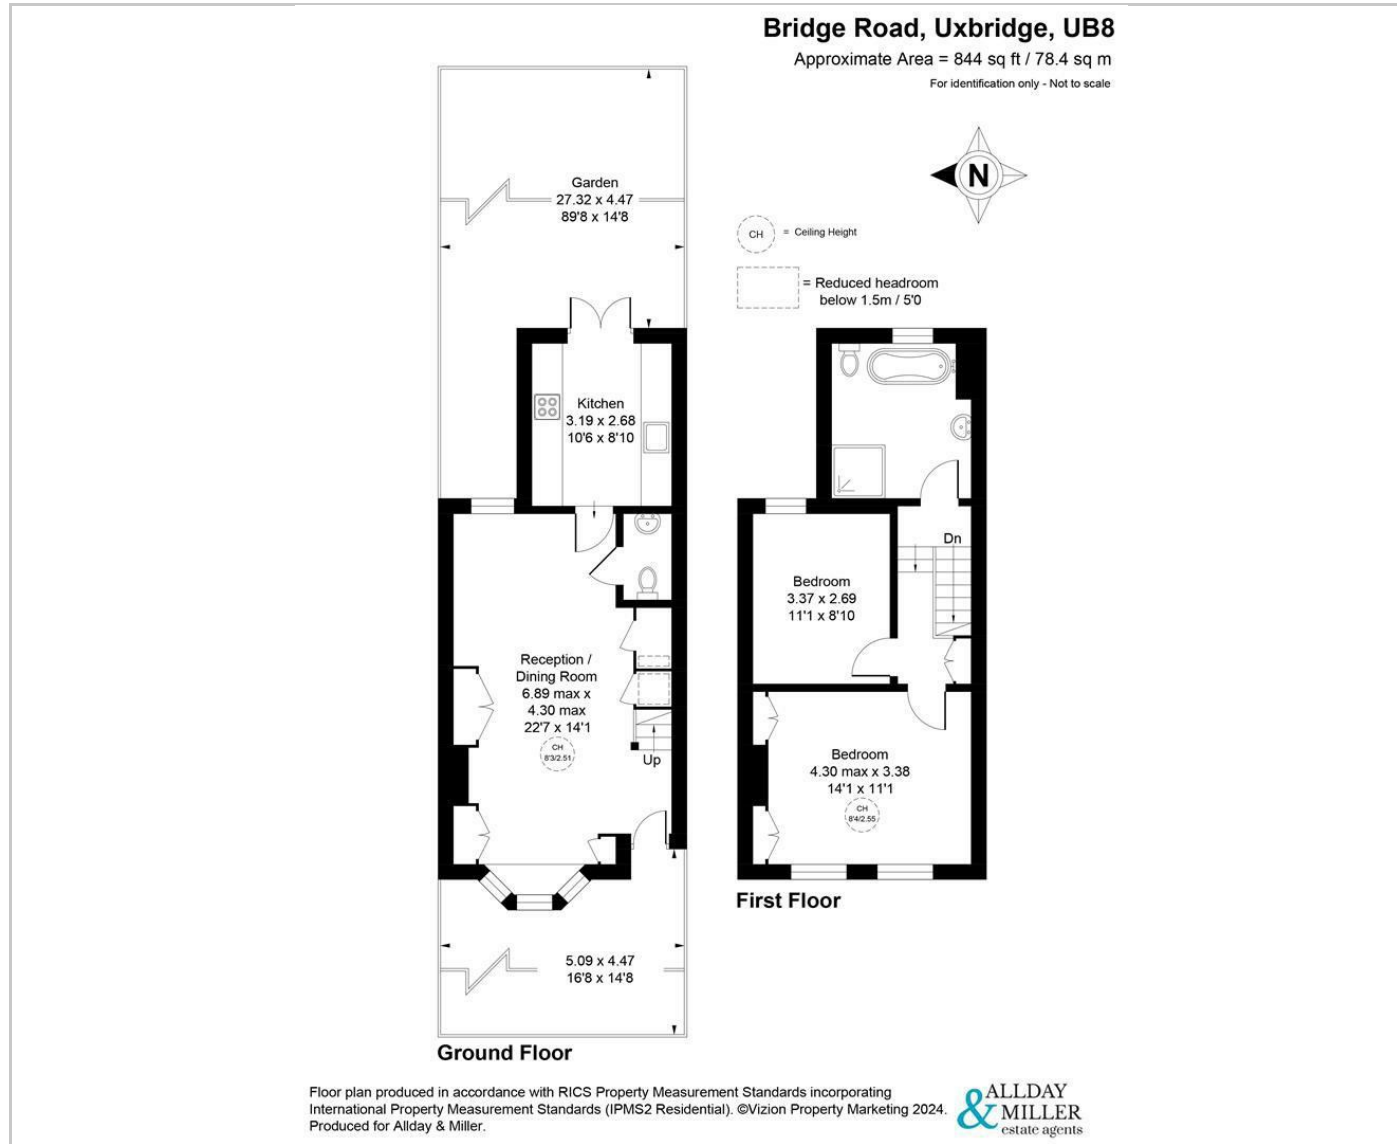 Bridge Road, Uxbridge, UB8
Approximate Area = 844 sq ft / 78.4 sq m
For identification only - Not to scale
N
CH = Ceiling Height
= Reduced headroom
below 1.5m / 5'0
Garden
27.32 x 4.47
89'8 x 14'8
Kitchen
3.19 x 2.68
10'6 x 8'10
Reception /
Dining Room
6.89 max x
4.30 max
22'7 x 14'1
CH
8'3/2.51
Up
5.09 x 4.47
16'8 x 14'8
Ground Floor
Dn
Bedroom
3.37 x 2.69
11'1 x 8'10
Bedroom
4.30 max x 3.38
14'1 x 11'1
CH
8'4/2.55
First Floor
Floor plan produced in accordance with RICS Property Measurement Standards incorporating
International Property Measurement Standards (IPMS2 Residential). ©Vizion Property Marketing 2024.
Produced for Allday & Miller.
ALLDAY
& MILLER
estate agents